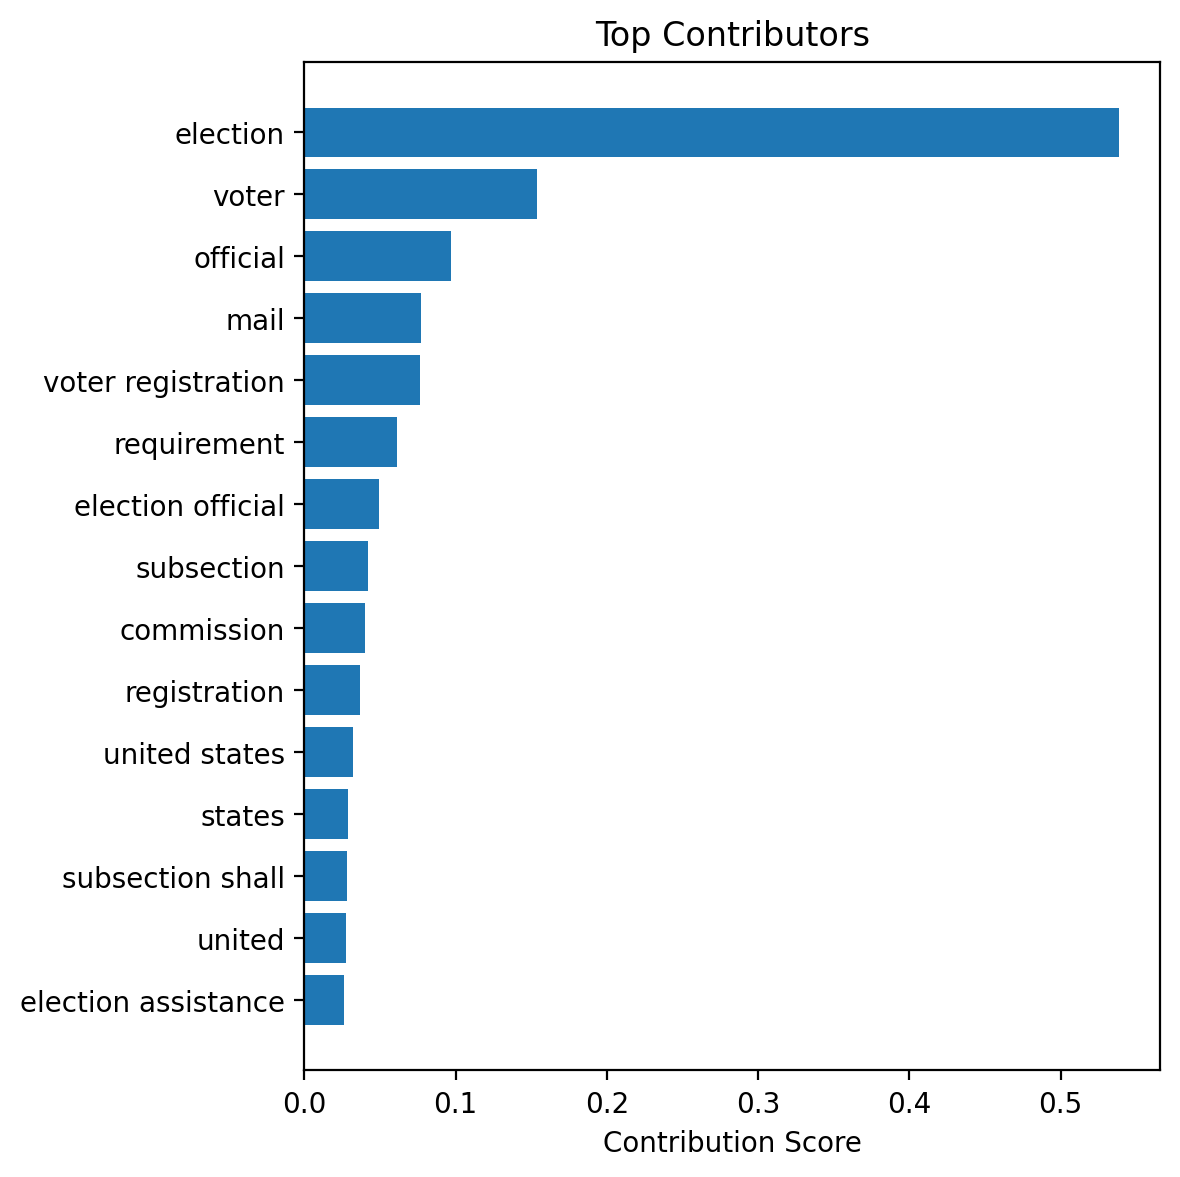 Top Contributors
election
voter
official
mail
voter registration
requirement
election official
subsection
commission
registration
united states
states
subsection shall
united
election assistance
0.0 0.1 0.2 0.3 0.4 0.5
Contribution Score